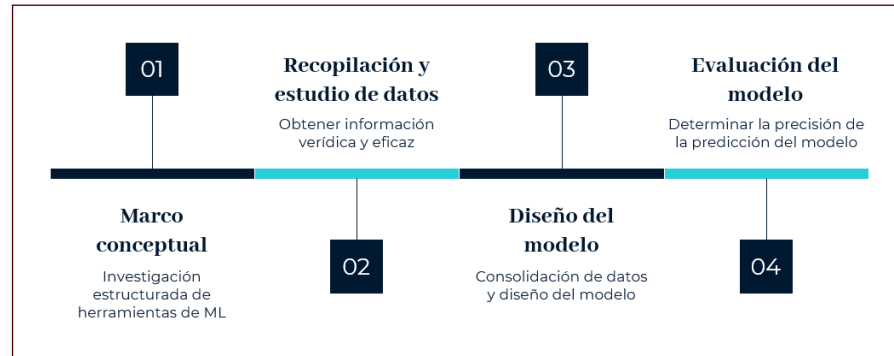 01
Marco
conceptual
Investigación
estructurada de
herramientas de ML
Recopilación y
estudio de datos
Obtener información
verídica y eficaz
02
03
Diseño del
modelo
Consolidación de datos
y diseño del modelo
Evaluación del
modelo
Determinar la precisión de
la predicción del modelo
04